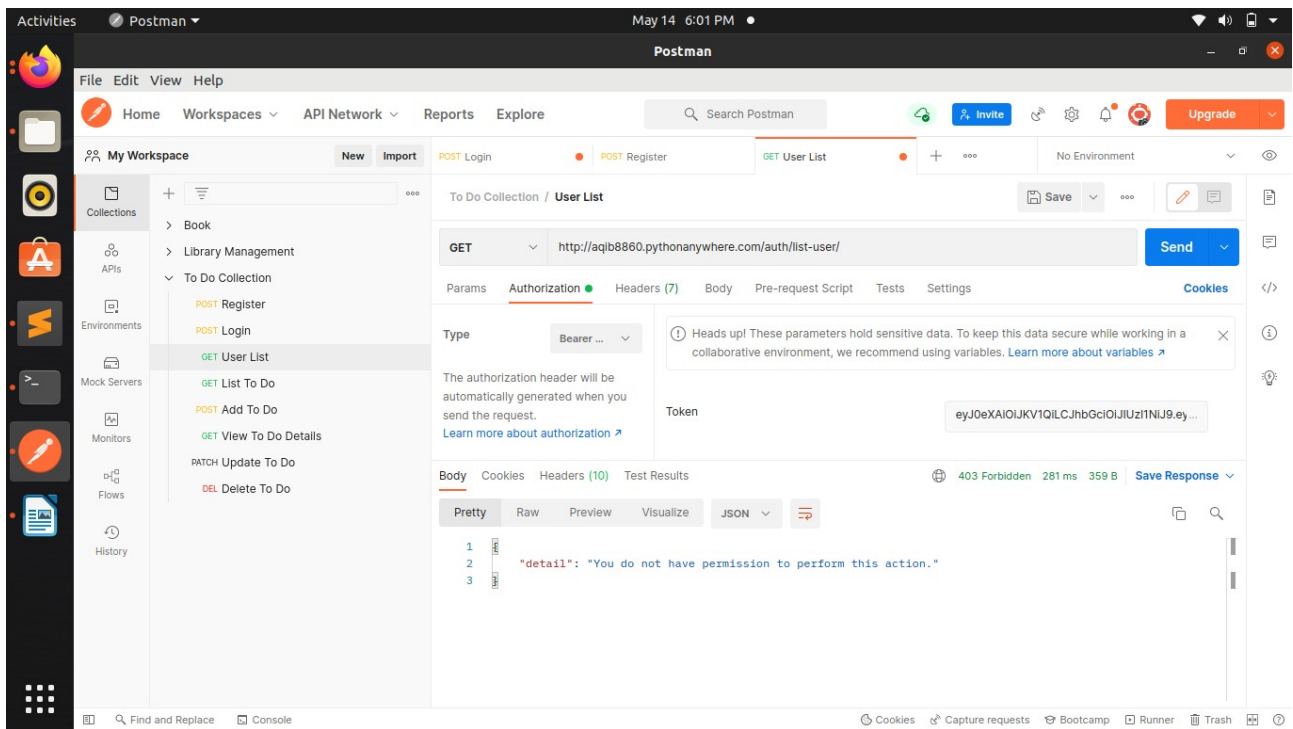 Activities Postman May 14 6:01 PM
Postman
File Edit View Help
Home Workspaces API Network Reports Explore Search Postman Invite Upgrade
My Workspace New Import POST Login POST Register GET User List No Environment
Collections
APIs
Environments
Mock Servers
Monitors
Flows
History
Book
Library Management
To Do Collection
POST Register
POST Login
GET User List
GET List To Do
POST Add To Do
GET View To Do Details
PATCH Update To Do
DEL Delete To Do
To Do Collection / User List Save
GET http://aqib8860.pythonanywhere.com/auth/list-user/ Send
Params Authorization Headers (7) Body Pre-request Script Tests Settings Cookies
Type Bearer ...
The authorization header will be
automatically generated when you
send the request.
Learn more about authorization
Heads up! These parameters hold sensitive data. To keep this data secure while working in a
collaborative environment, we recommend using variables. Learn more about variables
Token eyJ0eXAiOiJKV1QiLCJhbGciOiJIUzI1NiJ9.ey...
Body Cookies Headers (10) Test Results 403 Forbidden 281 ms 359 B Save Response
Pretty Raw Preview Visualize JSON
1 {
2 "detail": "You do not have permission to perform this action."
3 }
Find and Replace Console Cookies Capture requests Bootcamp Runner Trash